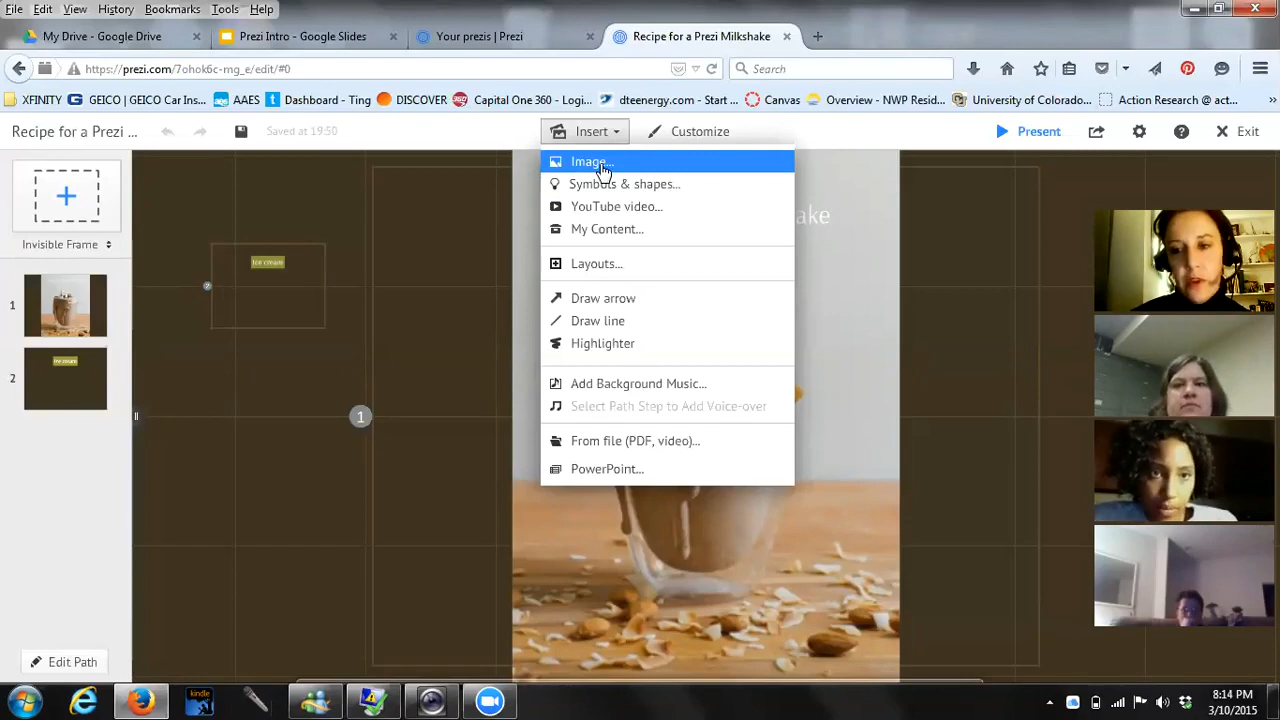 File Edit View History Bookmarks Tools Help
My Drive - Google Drive × Prezi Intro - Google Slides × Your prezis | Prezi × Recipe for a Prezi Milkshake × +
https://prezi.com/7ohok6c-mg_e/edit/#0 Search
XFINITY GEICO | GEICO Car Ins... AAES Dashboard - Ting DISCOVER Capital One 360 - Logi... dteenergy.com - Start ... Canvas Overview - NWP Resid... University of Colorado... Action Research @ act...
Recipe for a Prezi ... Saved at 19:50 Insert Customize Present Exit
Image...
Symbols & shapes...
YouTube video...
My Content...
Layouts...
Draw arrow
Draw line
Highlighter
Add Background Music...
Select Path Step to Add Voice-over
From file (PDF, video)...
PowerPoint...
Invisible Frame
1
2
Edit Path
Ice cream
2
1
ake
kindle
8:14 PM
3/10/2015